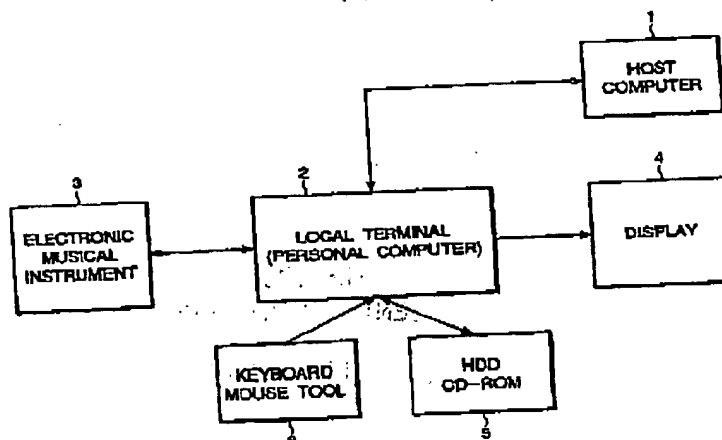 1
HOST
COMPUTER
2
3
4
ELECTRONIC
MUSICAL
INSTRUMENT
LOCAL TERMINAL
(PERSONAL COMPUTER)
DISPLAY
KEYBOARD
MOUSE TOOL
HDD
CD-ROM
5